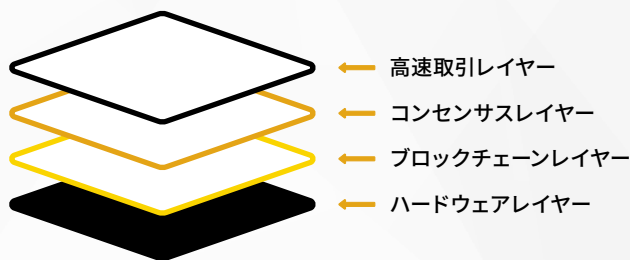 高速取引レイヤー
コンセンサスレイヤー
ブロックチェーンレイヤー
ハードウェアレイヤー